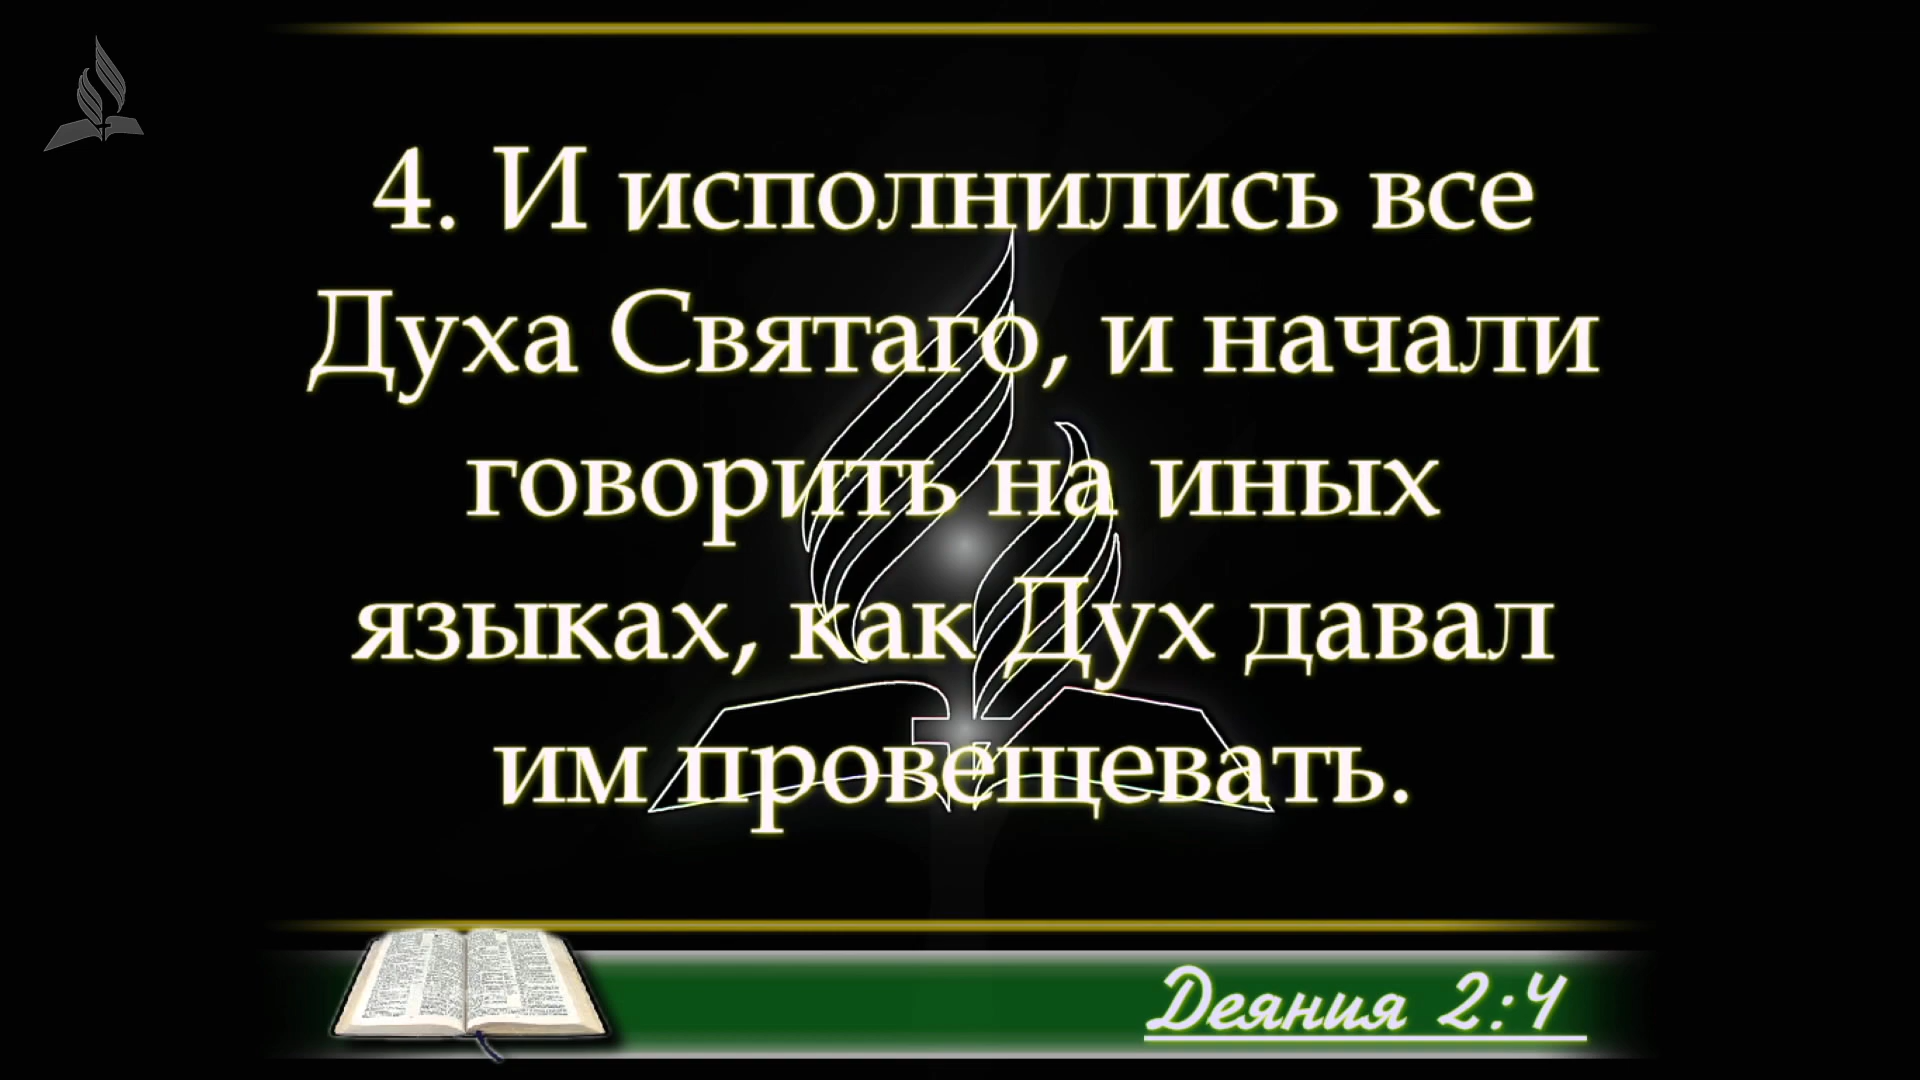 4. И исполнились все
Духа Святаго, и начали
говорить на иных
языках, как Дух давал
им провещевать.
Деяния 2:4